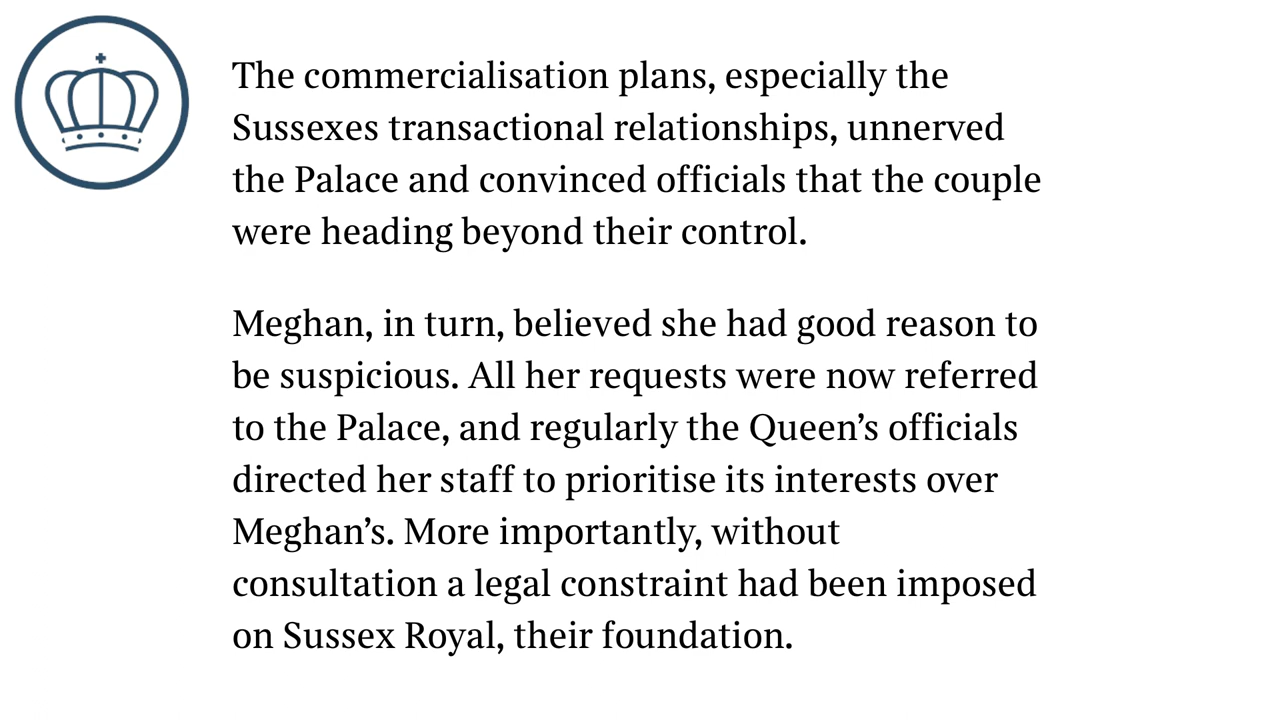 The commercialisation plans, especially the
Sussexes transactional relationships, unnerved
the Palace and convinced officials that the couple
were heading beyond their control.
Meghan, in turn, believed she had good reason to
be suspicious. All her requests were now referred
to the Palace, and regularly the Queen’s officials
directed her staff to prioritise its interests over
Meghan’s. More importantly, without
consultation a legal constraint had been imposed
on Sussex Royal, their foundation.